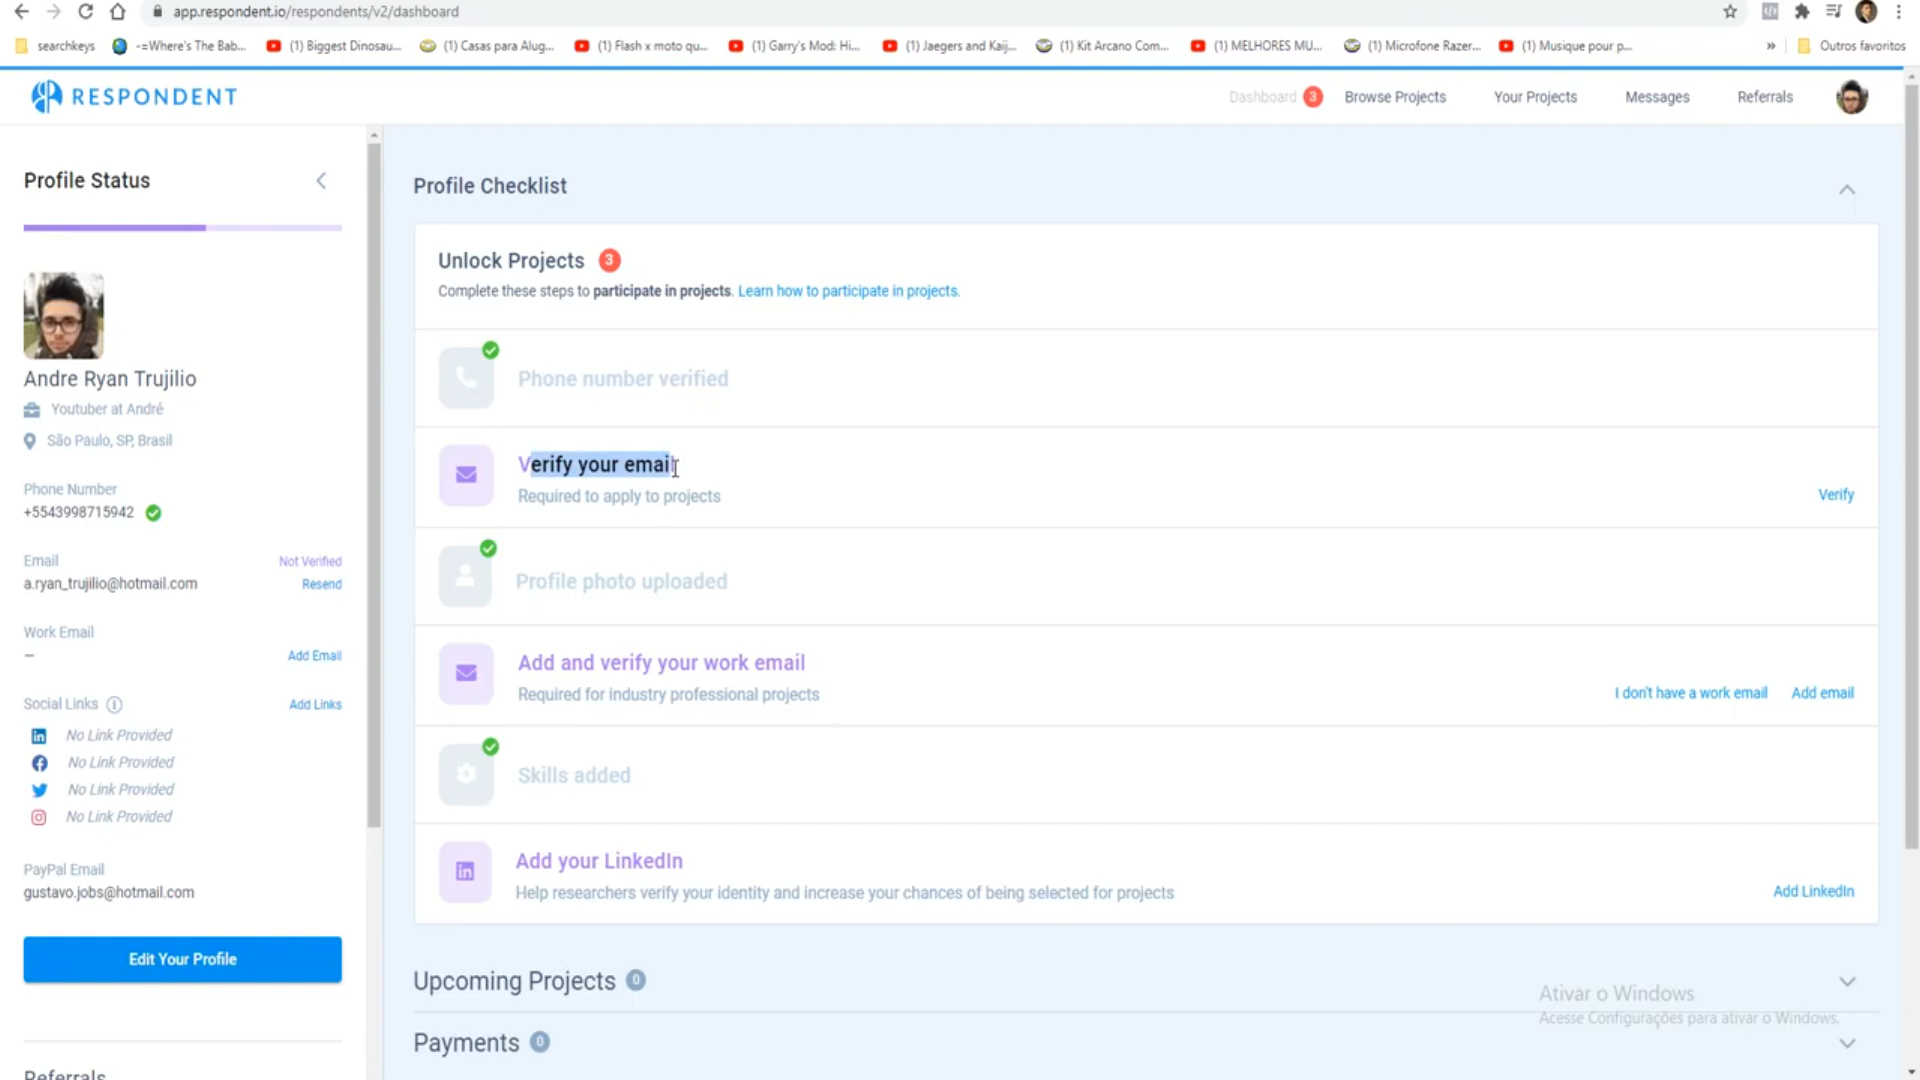 app.respondent.io/respondents/v2/dashboard
searchkeys
-=Where's The Bab...
(1) Biggest Dinosau...
(1) Casas para Alug...
(1) Flash x moto qu...
(1) Garry's Mod: Hi...
(1) Jaegers and Kaij...
(1) Kit Arcano Com...
(1) MELHORES MU...
(1) Microfone Razer...
(1) Musique pour p...
»
Outros favoritos
RESPONDENT
Dashboard 3
Browse Projects
Your Projects
Messages
Referrals
Profile Status
Andre Ryan Trujilio
Youtuber at André
São Paulo, SP, Brasil
Phone Number
+5543998715942
Email
Not Verified
a.ryan_trujilio@hotmail.com
Resend
Work Email
–
Add Email
Social Links
Add Links
No Link Provided
No Link Provided
No Link Provided
No Link Provided
PayPal Email
gustavo.jobs@hotmail.com
Edit Your Profile
Referrals
Profile Checklist
Unlock Projects 3
Complete these steps to participate in projects. Learn how to participate in projects.
Phone number verified
Verify your email
Required to apply to projects
Verify
Profile photo uploaded
Add and verify your work email
Required for industry professional projects
I don't have a work email
Add email
Skills added
Add your LinkedIn
Help researchers verify your identity and increase your chances of being selected for projects
Add LinkedIn
Upcoming Projects 0
Payments 0
Ativar o Windows
Acesse Configurações para ativar o Windows.